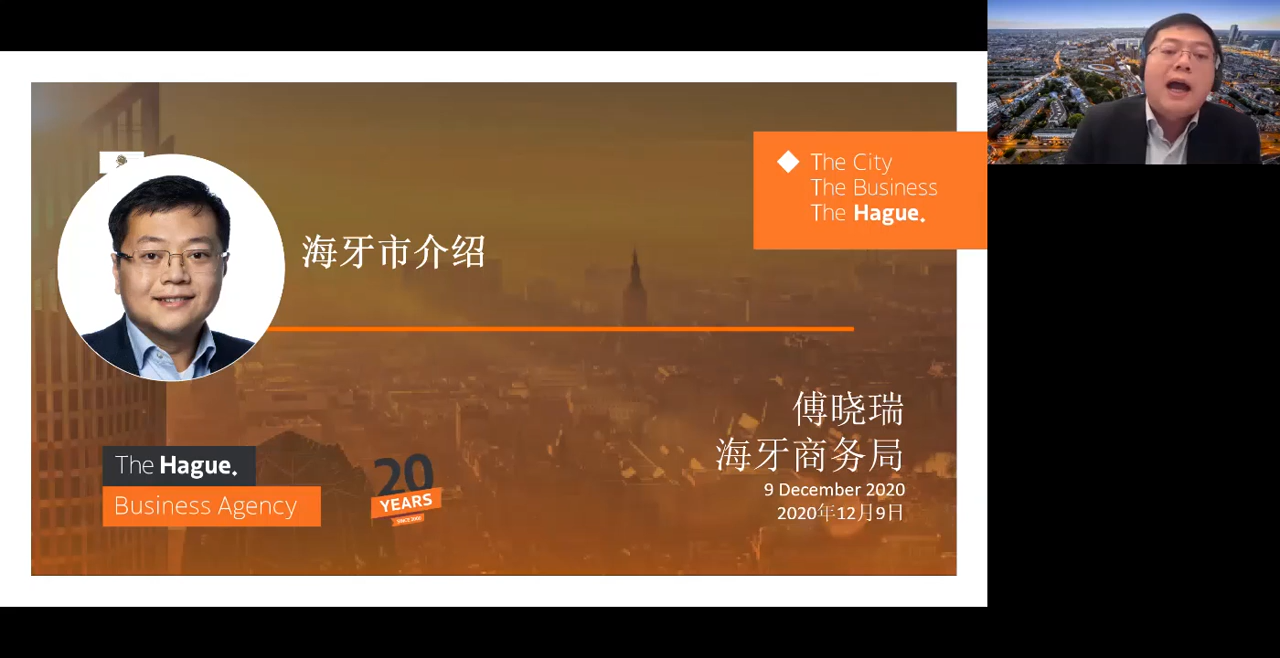 The City
The Business
The Hague.
海牙市介绍
傅晓瑞
海牙商务局
9 December 2020
2020年12月9日
The Hague.
Business Agency
20
YEARS
SINCE 2000